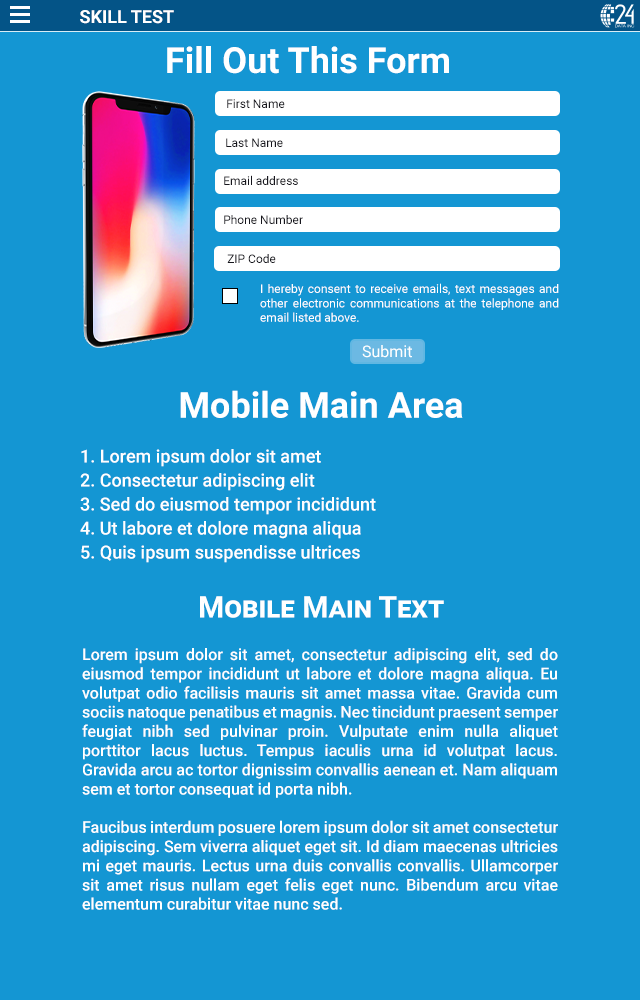 SKILL TEST
24
DATA INC
Fill Out This Form
First Name
Last Name
Email address
Phone Number
ZIP Code
I hereby consent to receive emails, text messages and
other electronic communications at the telephone and
email listed above.
Submit
Mobile Main Area
1. Lorem ipsum dolor sit amet
2. Consectetur adipiscing elit
3. Sed do eiusmod tempor incididunt
4. Ut labore et dolore magna aliqua
5. Quis ipsum suspendisse ultrices
MOBILE MAIN TEXT
Lorem ipsum dolor sit amet, consectetur adipiscing elit, sed do
eiusmod tempor incididunt ut labore et dolore magna aliqua. Eu
volutpat odio facilisis mauris sit amet massa vitae. Gravida cum
sociis natoque penatibus et magnis. Nec tincidunt praesent semper
feugiat nibh sed pulvinar proin. Vulputate enim nulla aliquet
porttitor lacus luctus. Tempus iaculis urna id volutpat lacus.
Gravida arcu ac tortor dignissim convallis aenean et. Nam aliquam
sem et tortor consequat id porta nibh.
Faucibus interdum posuere lorem ipsum dolor sit amet consectetur
adipiscing. Sem viverra aliquet eget sit. Id diam maecenas ultricies
mi eget mauris. Lectus urna duis convallis convallis. Ullamcorper
sit amet risus nullam eget felis eget nunc. Bibendum arcu vitae
elementum curabitur vitae nunc sed.